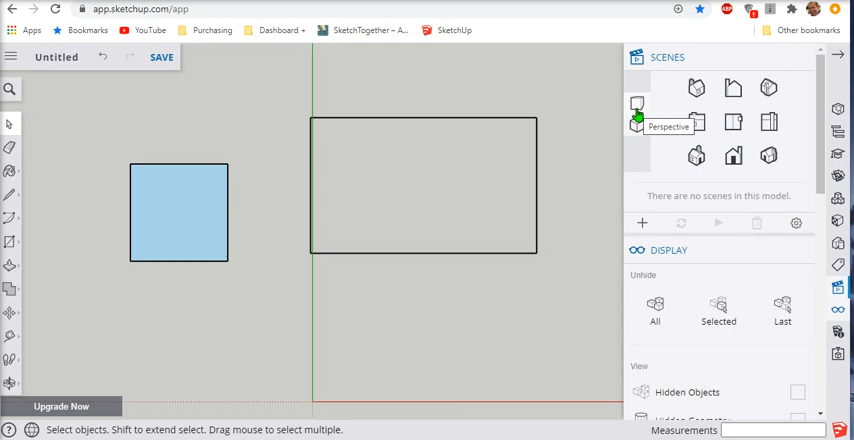 app.sketchup.com/app
ABP
Apps Bookmarks YouTube Purchasing Dashboard + SketchTogether – A... SketchUp Other bookmarks
Untitled SAVE
SCENES
Perspective
There are no scenes in this model.
DISPLAY
Unhide
All Selected Last
View
Hidden Objects
Upgrade Now
Select objects. Shift to extend select. Drag mouse to select multiple.
Measurements